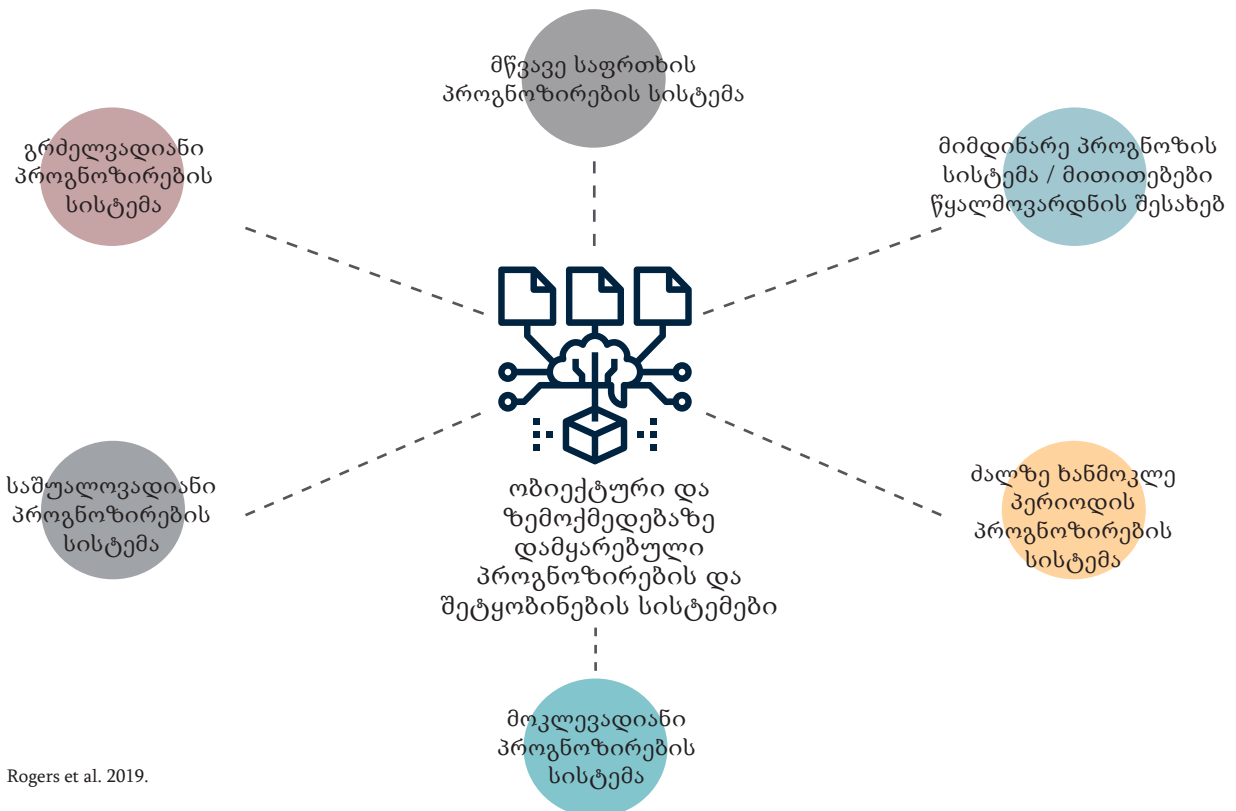 მწვავე საფრთხის
პროგნოზირების სისტემა
გრძელვადიანი
პროგნოზირების
სისტემა
მიმდინარე პროგნოზის
სისტემა / მითითებები
წყალმოვარდნის შესახებ
საშუალოვადიანი
პროგნოზირების
სისტემა
ობიექტური და
ზემოქმედებაზე
დამყარებული
პროგნოზირების და
შეტყობინების სისტემები
ძალზე ხანმოკლე
პერიოდის
პროგნოზირების
სისტემა
მოკლევადიანი
პროგნოზირების
სისტემა
Rogers et al. 2019.